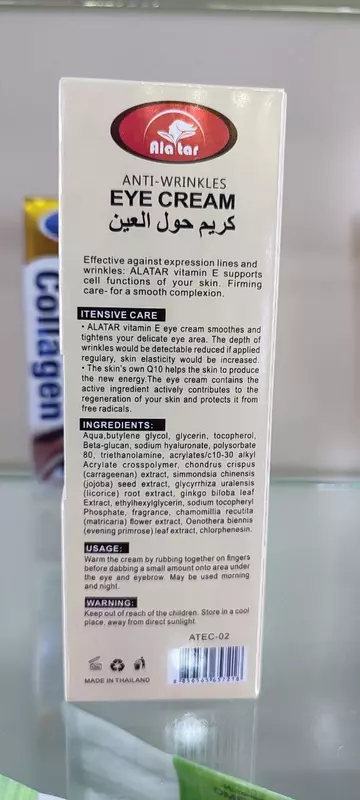 Alatar
ANTI-WRINKLES
EYE CREAM
كريم حول العين
Effective against expression lines and
wrinkles: ALATAR vitamin E supports
cell functions of your skin. Firming
care- for a smooth complexion.
ITENSIVE CARE
• ALATAR vitamin E eye cream smoothes and
tightens your delicate eye area. The depth of
wrinkles would be detectable reduced if applied
regulary, skin elasticity would be increased.
• The skin's own Q10 helps the skin to produce
the new energy.The eye cream contains the
active ingredient actively contributes to the
regeneration of your skin and protects it from
free radicals.
INGREDIENTS:
Aqua,butylene glycol, glycerin, tocopherol,
Beta-glucan, sodium hyaluronate, polysorbate
80, triethanolamine, acrylates/c10-30 alkyl
Acrylate crosspolymer, chondrus crispus
(carrageenan) extract, simmondsia chinensis
(jojoba) seed extract, glycyrrhiza uralensis
(licorice) root extract, ginkgo biloba leaf
Extract, ethylhexylglycerin, sodium tocopheryl
Phosphate, fragrance, chamomilla recutita
(matricaria) flower extract, Oenothera biennis
(evening primrose) leaf extract, chlorphenesin.
USAGE:
Warm the cream by rubbing together on fingers
before dabbing a small amount onto area under
the eye and eyebrow. May be used morning
and night.
WARNING:
Keep out of reach of the children. Store in a cool
place, away from direct sunlight.
ATEC-02
MADE IN THAILAND
Collagen